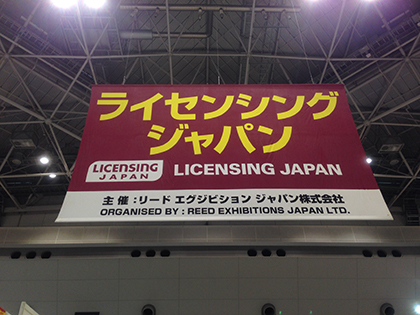 ライセンシング
ジャパン
LICENSING
JAPAN
LICENSING JAPAN
主 催 : リード エグジビション ジャパン株式会社
ORGANISED BY : REED EXHIBITIONS JAPAN LTD.